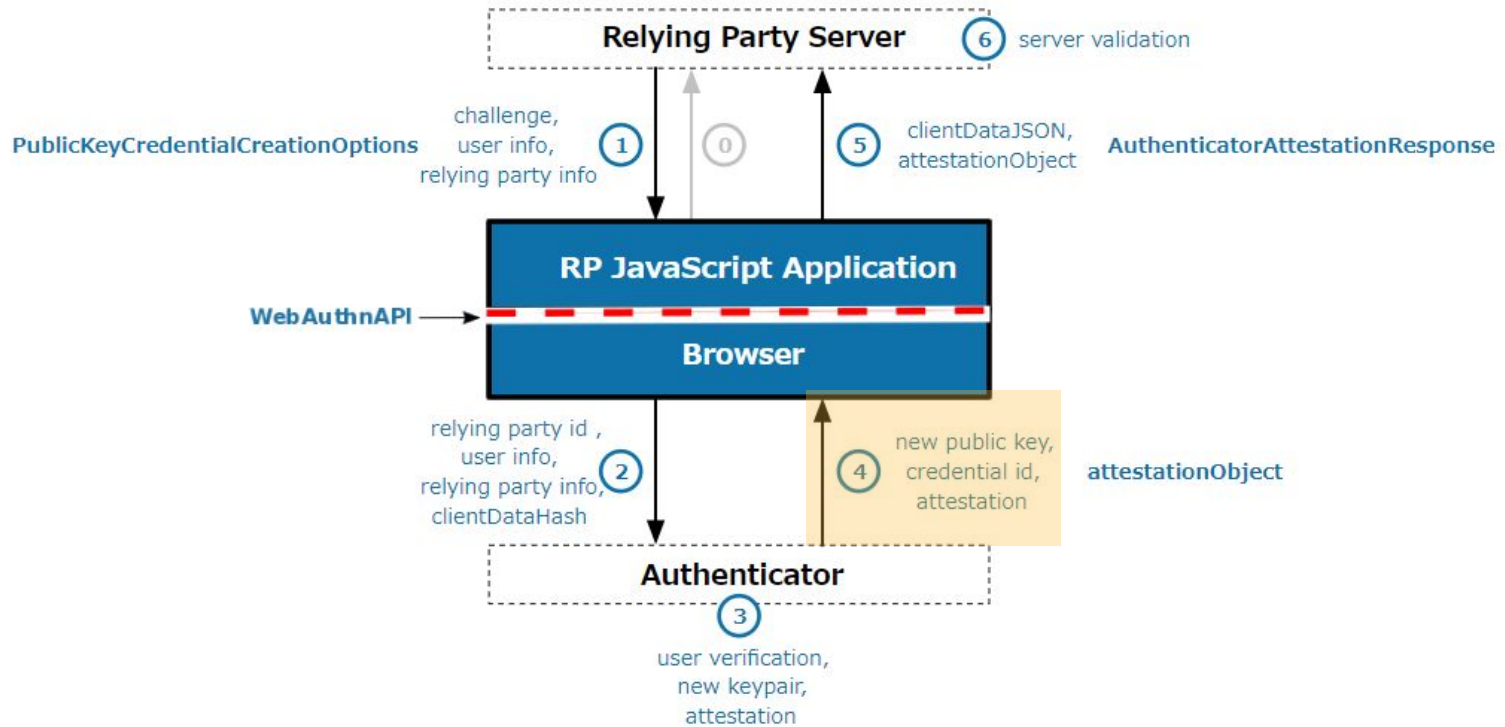 Relying Party Server
6
server validation
PublicKeyCredentialCreationOptions
challenge,
user info,
relying party info
1
0
5
clientDataJSON,
attestationObject
AuthenticatorAttestationResponse
RP JavaScript Application
WebAuthnAPI
Browser
relying party id ,
user info,
relying party info,
clientDataHash
2
4
new public key,
credential id,
attestation
attestationObject
Authenticator
3
user verification,
new keypair,
attestation